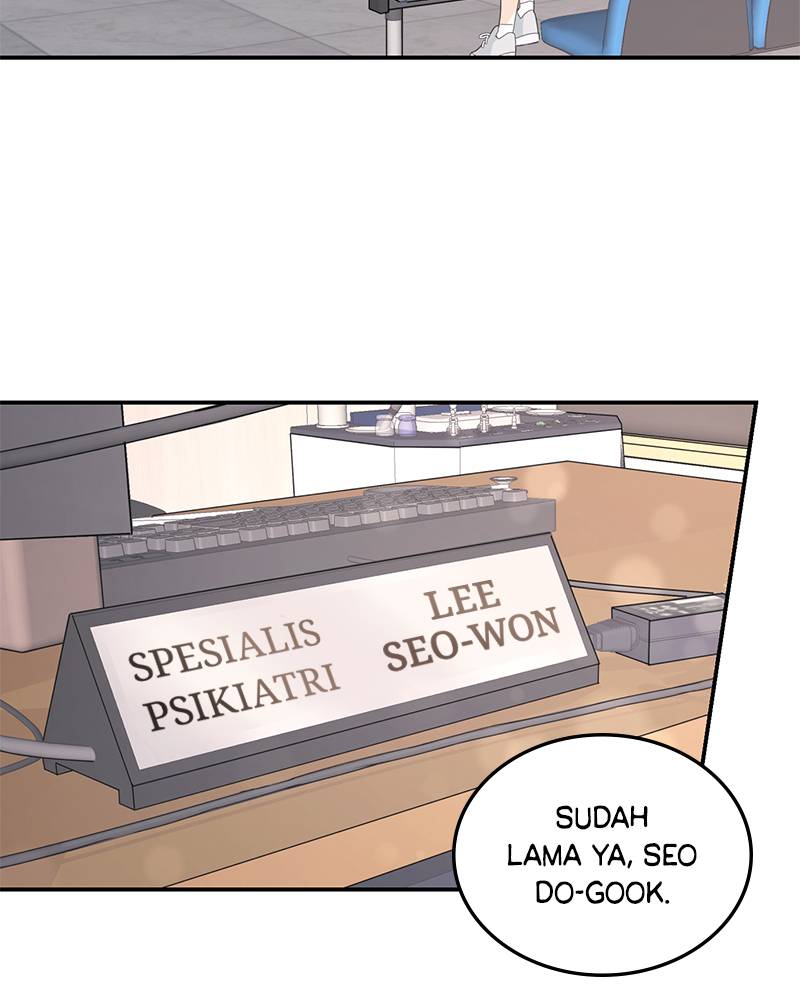 SPESIALIS
PSIKIATRI
LEE
SEO-WON
SUDAH
LAMA YA, SEO
DO-GOOK.